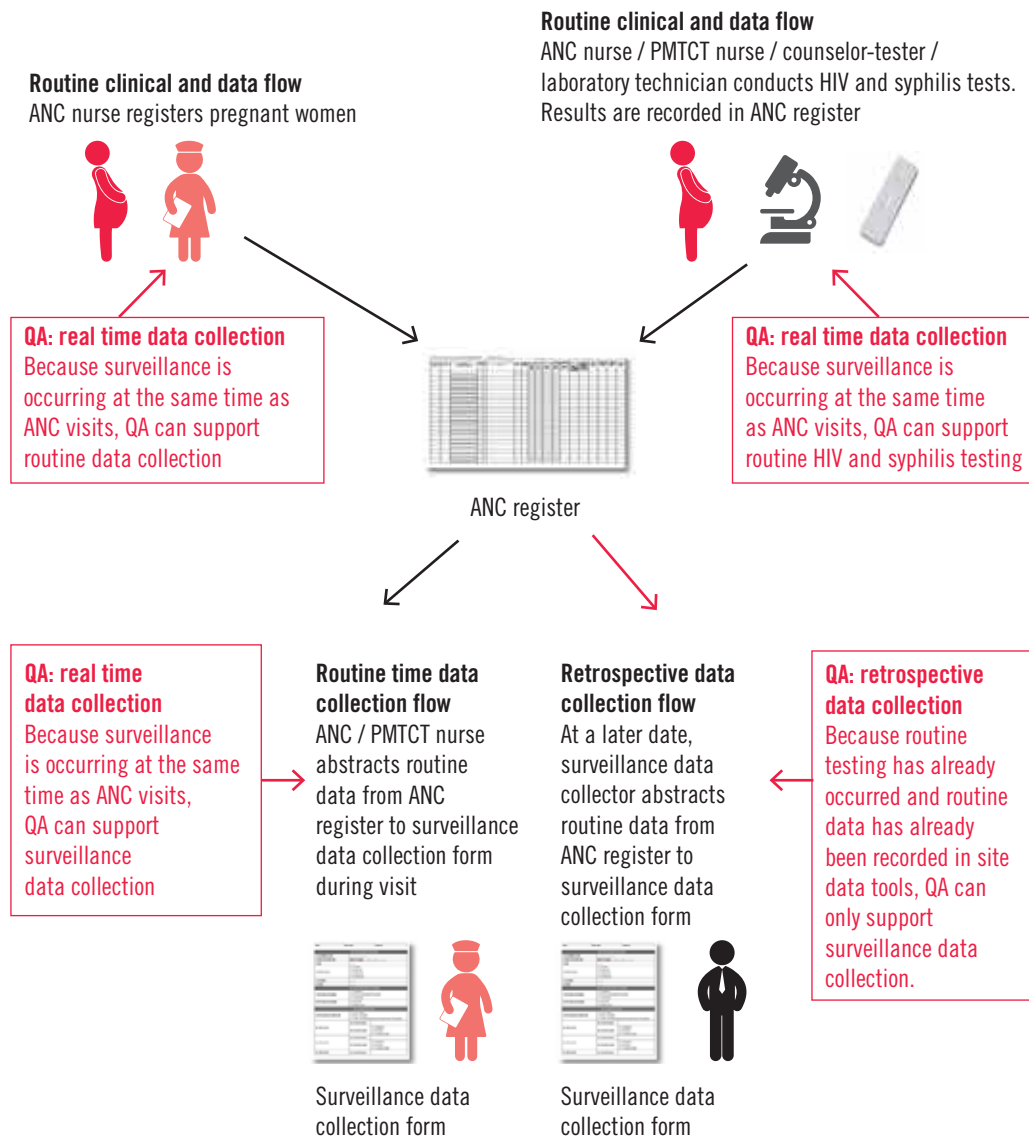 Routine clinical and data flow
ANC nurse registers pregnant women
Routine clinical and data flow
ANC nurse / PMTCT nurse / counselor-tester /
laboratory technician conducts HIV and syphilis tests.
Results are recorded in ANC register
QA: real time data collection
Because surveillance is
occurring at the same time as
ANC visits, QA can support
routine data collection
QA: real time data collection
Because surveillance is
occurring at the same time
as ANC visits, QA can support
routine HIV and syphilis testing
ANC register
QA: real time
data collection
Because surveillance
is occurring at the same
time as ANC visits,
QA can support
surveillance
data collection
Routine time data
collection flow
ANC / PMTCT nurse
abstracts routine
data from ANC
register to surveillance
data collection form
during visit
Retrospective data
collection flow
At a later date,
surveillance data
collector abstracts
routine data from
ANC register to
surveillance data
collection form
QA: retrospective
data collection
Because routine
testing has already
occurred and routine
data has already
been recorded in site
data tools, QA can
only support
surveillance data
collection.
Surveillance data
collection form
Surveillance data
collection form